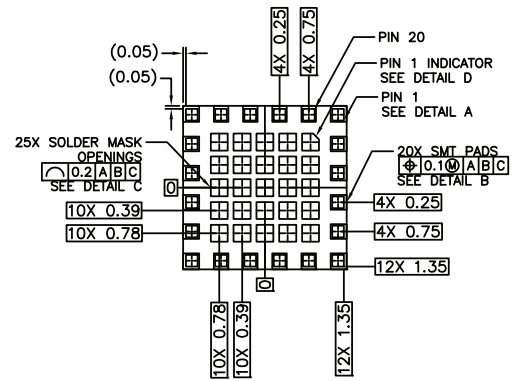 4X 0.25
4X 0.75
(0.05)
(0.05)
PIN 20
PIN 1 INDICATOR
SEE DETAIL D
PIN 1
SEE DETAIL A
25X SOLDER MASK
OPENINGS
⌓ 0.2 A B C
SEE DETAIL C
0
20X SMT PADS
⌖ 0.1Ⓜ A B C
SEE DETAIL B
10X 0.39
4X 0.25
10X 0.78
4X 0.75
12X 1.35
0
10X 0.78
10X 0.39
12X 1.35